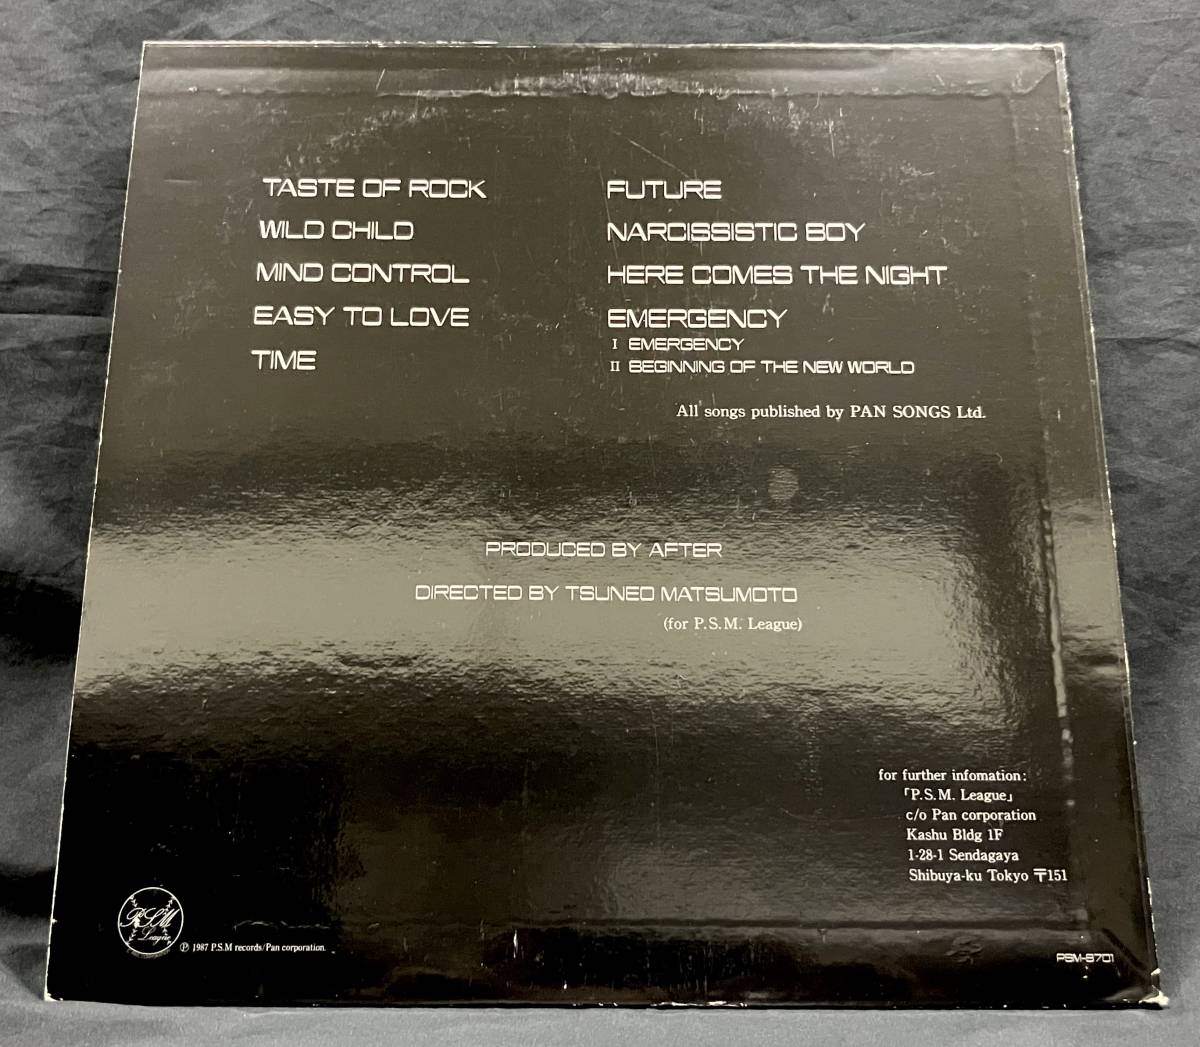 TASTE OF ROCK
WILD CHILD
MIND CONTROL
EASY TO LOVE
TIME
FUTURE
NARCISSISTIC BOY
HERE COMES THE NIGHT
EMERGENCY
I EMERGENCY
II BEGINNING OF THE NEW WORLD
All songs published by PAN SONGS Ltd.
PRODUCED BY AFTER
DIRECTED BY TSUNEO MATSUMOTO
(for P.S.M. League)
for further infomation:
「P.S.M. League」
c/o Pan corporation
Kashu Bldg 1F
1-28-1 Sendagaya
Shibuya-ku Tokyo 〒151
PSM
League
Ⓟ 1987 P.S.M records/Pan corporation.
PSM-8701